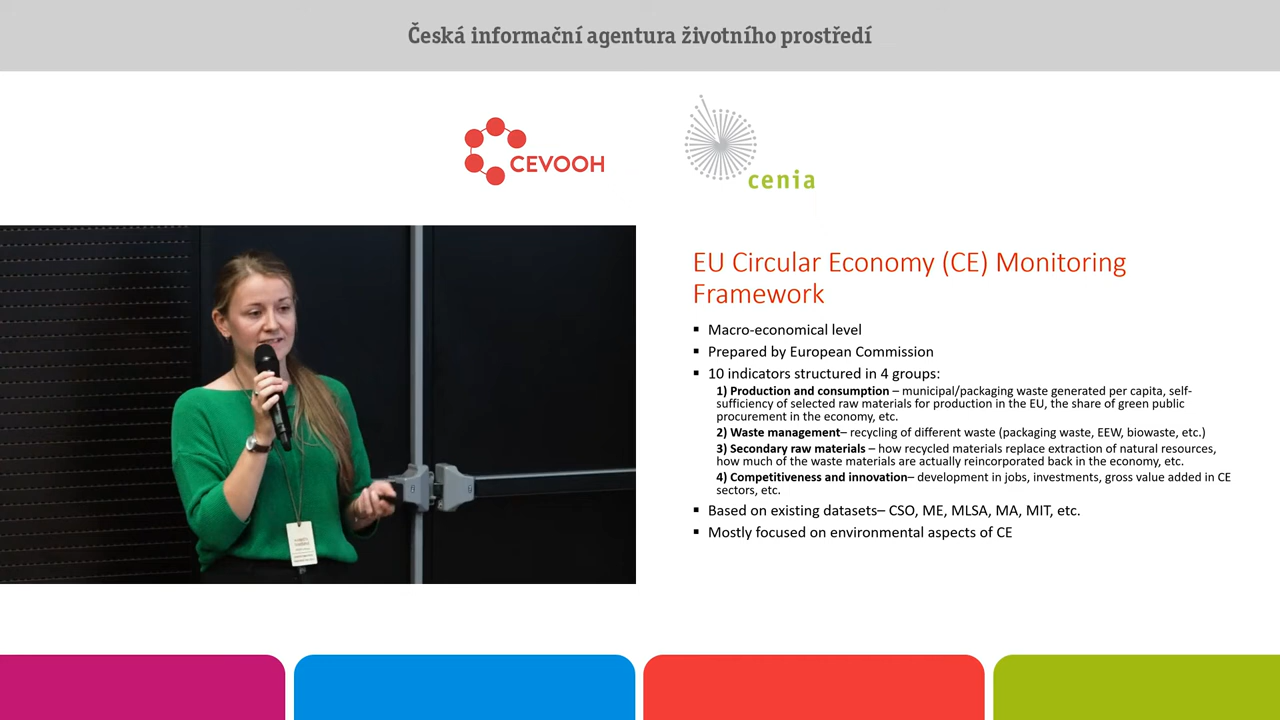 Česká informační agentura životního prostředí
CEVOOH
cenia
EU Circular Economy (CE) Monitoring
Framework
▪ Macro-economical level
▪ Prepared by European Commission
▪ 10 indicators structured in 4 groups:
1) Production and consumption – municipal/packaging waste generated per capita, self-
sufficiency of selected raw materials for production in the EU, the share of green public
procurement in the economy, etc.
2) Waste management– recycling of different waste (packaging waste, EEW, biowaste, etc.)
3) Secondary raw materials – how recycled materials replace extraction of natural resources,
how much of the waste materials are actually reincorporated back in the economy, etc.
4) Competitiveness and innovation– development in jobs, investments, gross value added in CE
sectors, etc.
▪ Based on existing datasets– CSO, ME, MLSA, MA, MIT, etc.
▪ Mostly focused on environmental aspects of CE